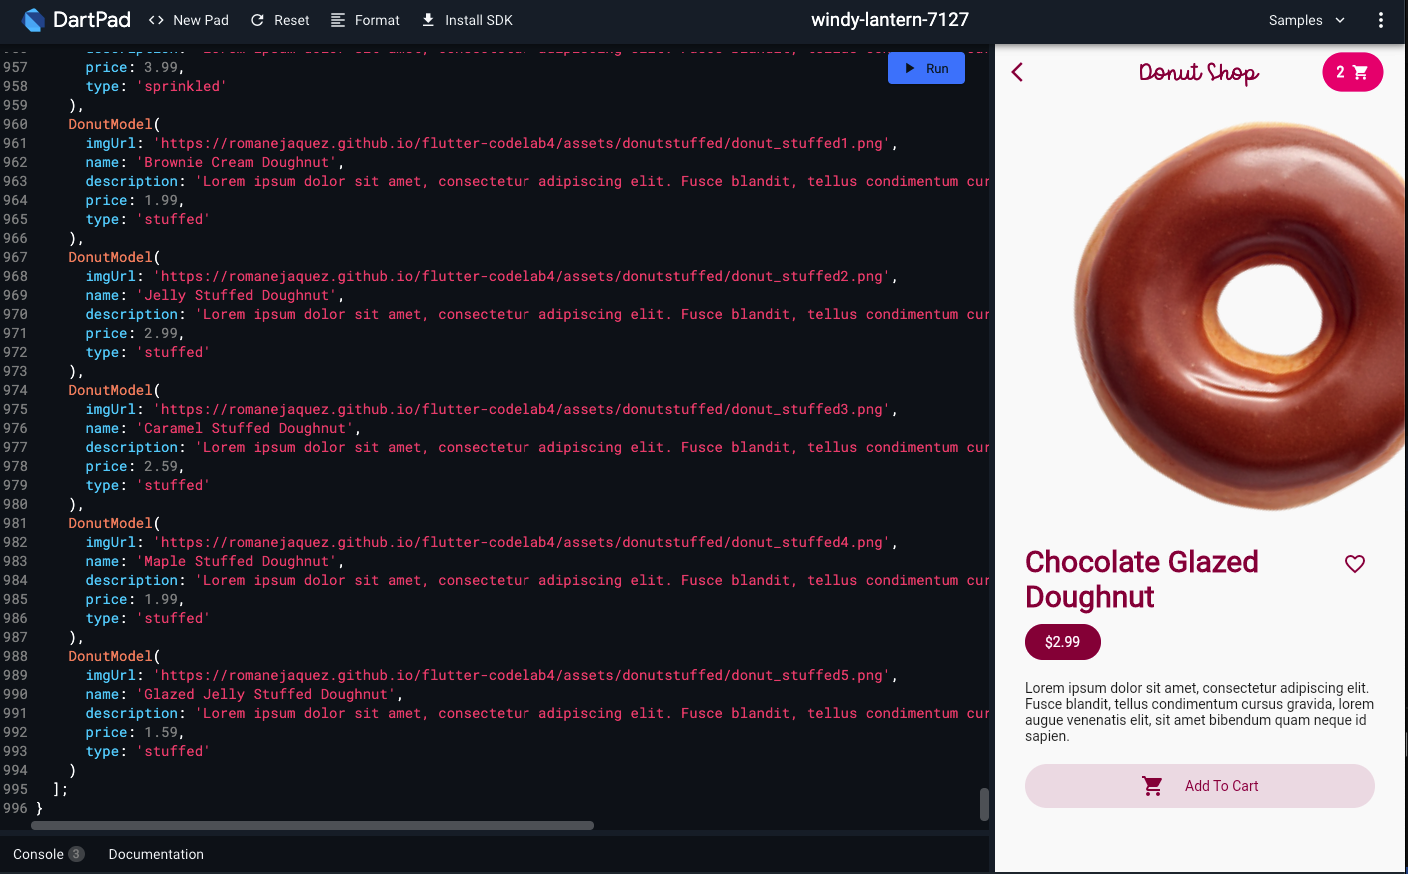 DartPad
New Pad
Reset
Format
Install SDK
windy-lantern-7127
Samples
957 price: 3.99,
958 type: 'sprinkled'
959 ),
960 DonutModel(
961 imgUrl: 'https://romanejaquez.github.io/flutter-codelab4/assets/donutstuffed/donut_stuffed1.png',
962 name: 'Brownie Cream Doughnut',
963 description: 'Lorem ipsum dolor sit amet, consectetur adipiscing elit. Fusce blandit, tellus condimentum cur
964 price: 1.99,
965 type: 'stuffed'
966 ),
967 DonutModel(
968 imgUrl: 'https://romanejaquez.github.io/flutter-codelab4/assets/donutstuffed/donut_stuffed2.png',
969 name: 'Jelly Stuffed Doughnut',
970 description: 'Lorem ipsum dolor sit amet, consectetur adipiscing elit. Fusce blandit, tellus condimentum cur
971 price: 2.99,
972 type: 'stuffed'
973 ),
974 DonutModel(
975 imgUrl: 'https://romanejaquez.github.io/flutter-codelab4/assets/donutstuffed/donut_stuffed3.png',
976 name: 'Caramel Stuffed Doughnut',
977 description: 'Lorem ipsum dolor sit amet, consectetur adipiscing elit. Fusce blandit, tellus condimentum cur
978 price: 2.59,
979 type: 'stuffed'
980 ),
981 DonutModel(
982 imgUrl: 'https://romanejaquez.github.io/flutter-codelab4/assets/donutstuffed/donut_stuffed4.png',
983 name: 'Maple Stuffed Doughnut',
984 description: 'Lorem ipsum dolor sit amet, consectetur adipiscing elit. Fusce blandit, tellus condimentum cur
985 price: 1.99,
986 type: 'stuffed'
987 ),
988 DonutModel(
989 imgUrl: 'https://romanejaquez.github.io/flutter-codelab4/assets/donutstuffed/donut_stuffed5.png',
990 name: 'Glazed Jelly Stuffed Doughnut',
991 description: 'Lorem ipsum dolor sit amet, consectetur adipiscing elit. Fusce blandit, tellus condimentum cur
992 price: 1.59,
993 type: 'stuffed'
994 )
995 ];
996 }
Run
Console 3
Documentation
Donut Shop
2
Chocolate Glazed
Doughnut
$2.99
Lorem ipsum dolor sit amet, consectetur adipiscing elit.
Fusce blandit, tellus condimentum cursus gravida, lorem
augue venenatis elit, sit amet bibendum quam neque id
sapien.
Add To Cart